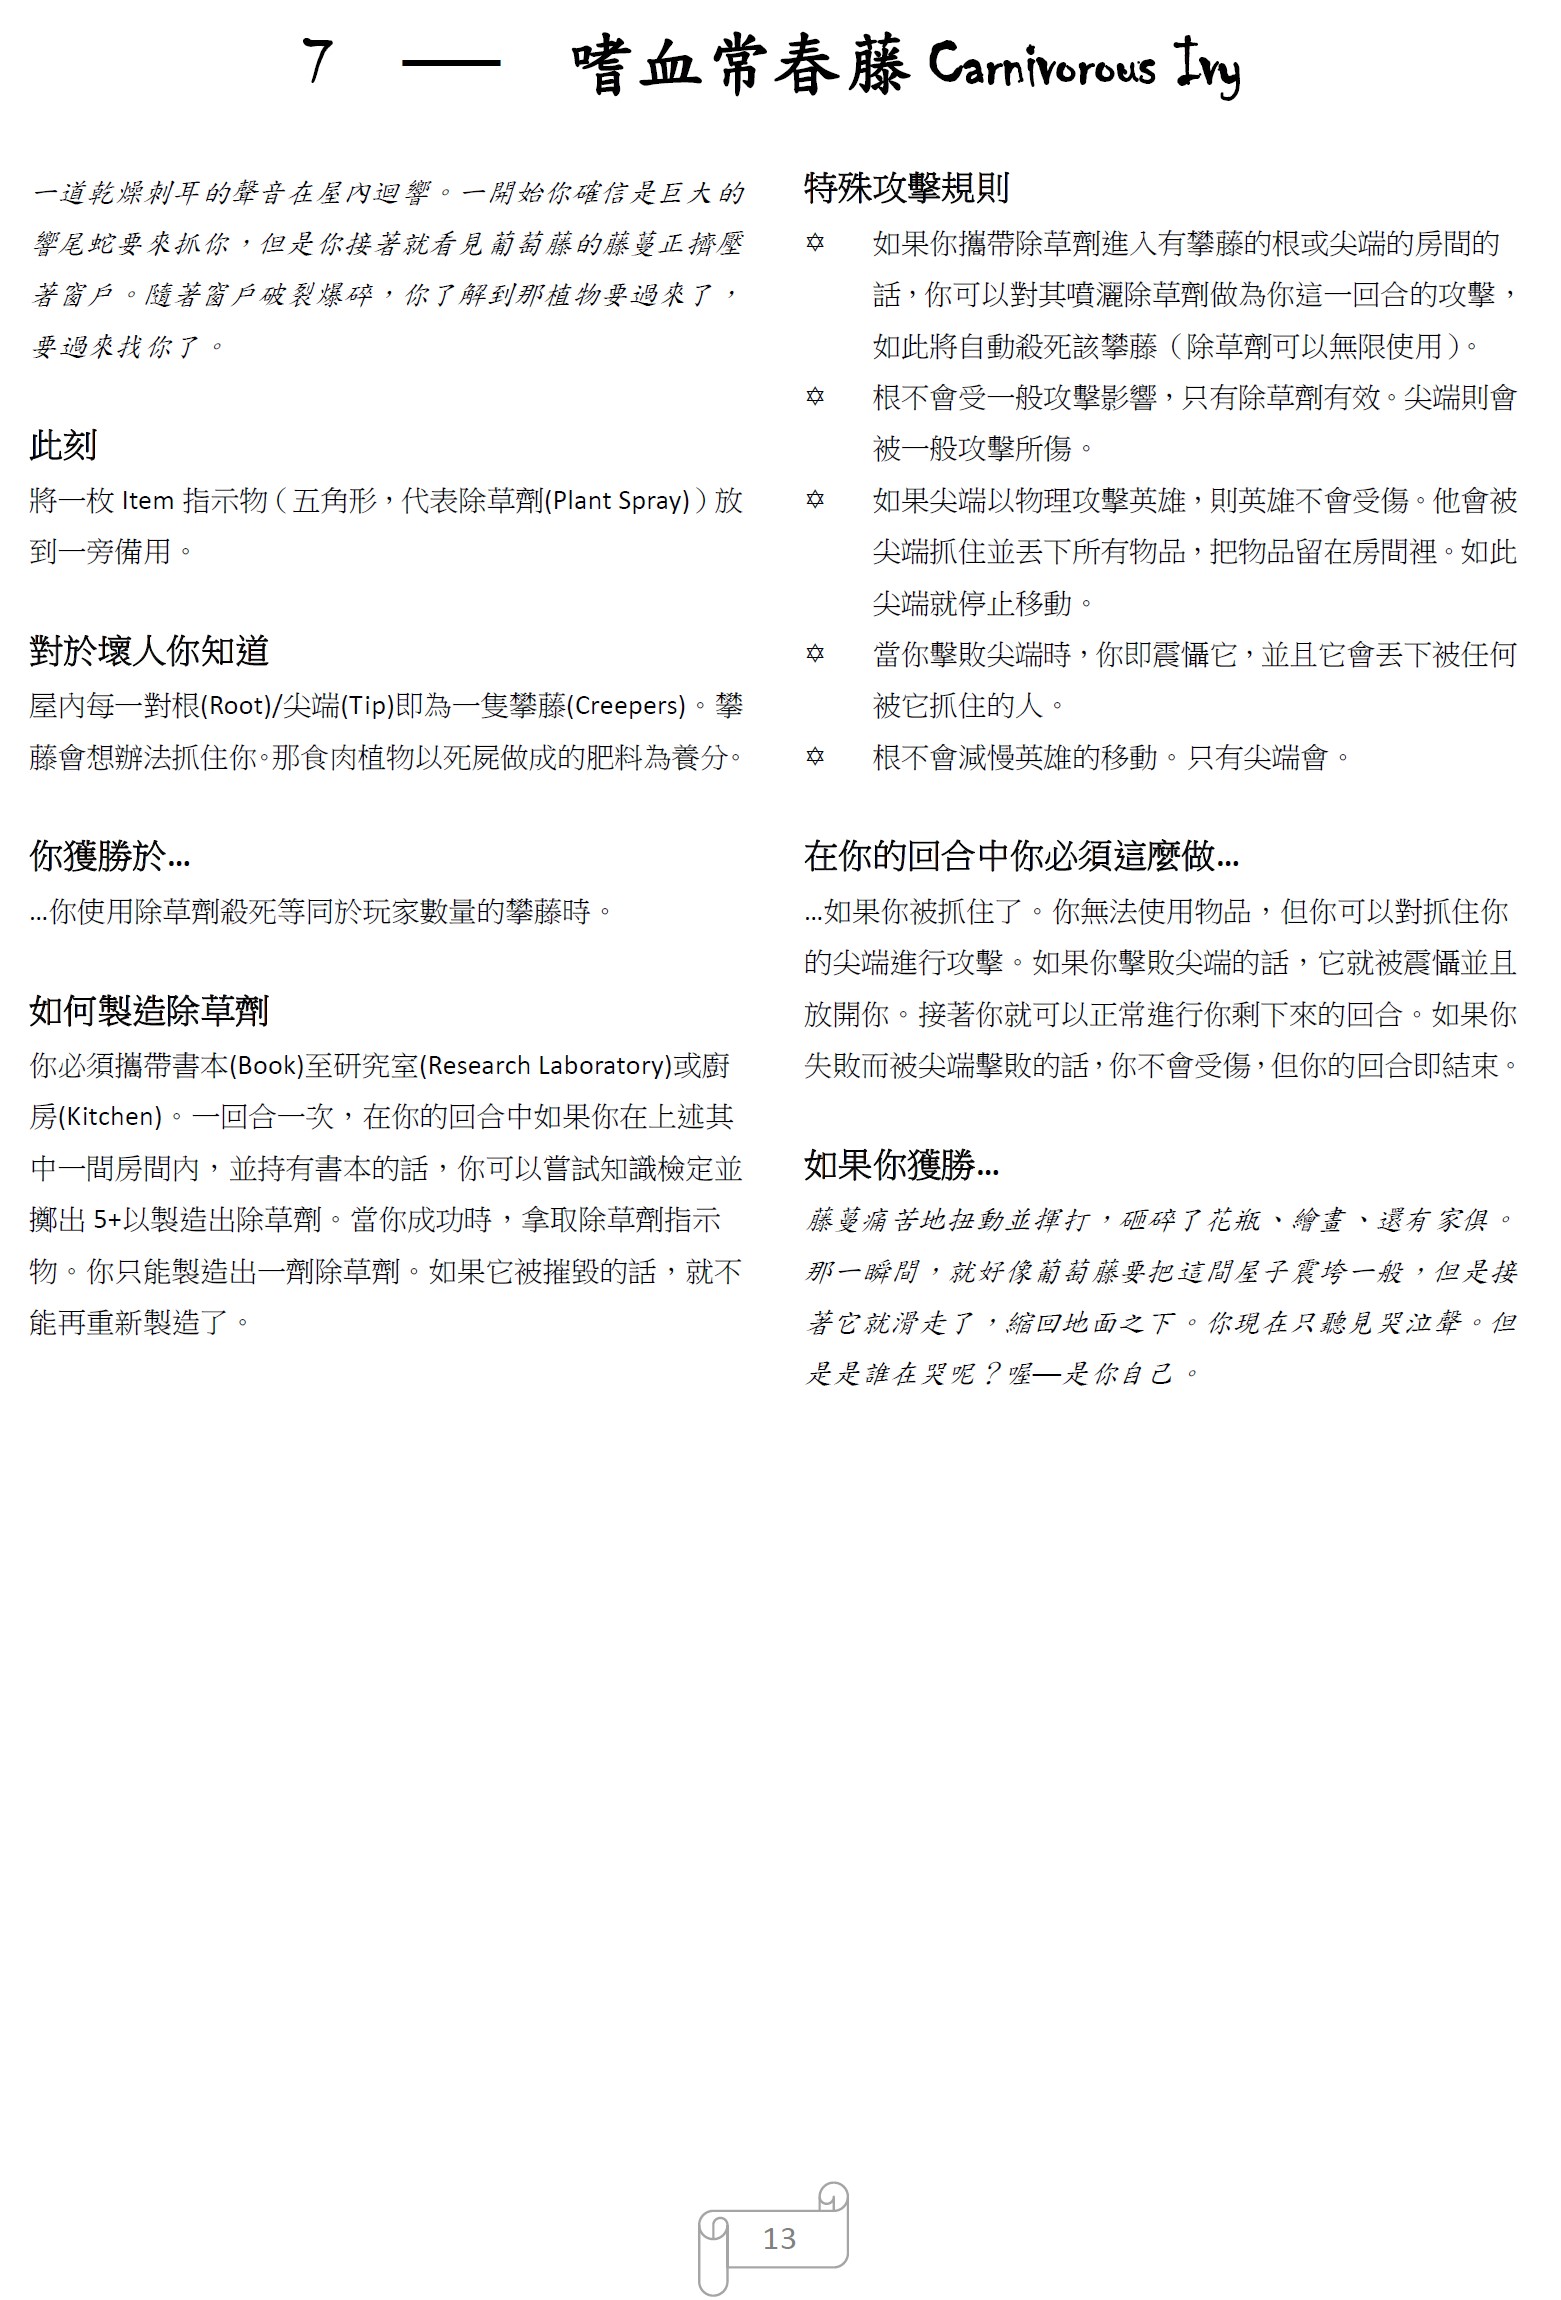 7 — 嗜血常春藤 Carnivorous Ivy
一道乾燥刺耳的聲音在屋內迴響。一開始你確信是巨大的
響尾蛇要來抓你，但是你接著就看見葡萄藤的藤蔓正擠壓
著窗戶。隨著窗戶破裂爆碎，你了解到那植物要過來了，
要過來找你了。
此刻
將一枚 Item 指示物（五角形，代表除草劑(Plant Spray)）放
到一旁備用。
對於壞人你知道
屋內每一對根(Root)/尖端(Tip)即為一隻攀藤(Creepers)。攀
藤會想辦法抓住你。那食肉植物以死屍做成的肥料為養分。
你獲勝於…
…你使用除草劑殺死等同於玩家數量的攀藤時。
如何製造除草劑
你必須攜帶書本(Book)至研究室(Research Laboratory)或廚
房(Kitchen)。一回合一次，在你的回合中如果你在上述其
中一間房間內，並持有書本的話，你可以嘗試知識檢定並
擲出 5+以製造出除草劑。當你成功時，拿取除草劑指示
物。你只能製造出一劑除草劑。如果它被摧毀的話，就不
能再重新製造了。
特殊攻擊規則
✡ 如果你攜帶除草劑進入有攀藤的根或尖端的房間的
話，你可以對其噴灑除草劑做為你這一回合的攻擊，
如此將自動殺死該攀藤（除草劑可以無限使用）。
✡ 根不會受一般攻擊影響，只有除草劑有效。尖端則會
被一般攻擊所傷。
✡ 如果尖端以物理攻擊英雄，則英雄不會受傷。他會被
尖端抓住並丟下所有物品，把物品留在房間裡。如此
尖端就停止移動。
✡ 當你擊敗尖端時，你即震懾它，並且它會丟下被任何
被它抓住的人。
✡ 根不會減慢英雄的移動。只有尖端會。
在你的回合中你必須這麼做…
…如果你被抓住了。你無法使用物品，但你可以對抓住你
的尖端進行攻擊。如果你擊敗尖端的話，它就被震懾並且
放開你。接著你就可以正常進行你剩下來的回合。如果你
失敗而被尖端擊敗的話，你不會受傷，但你的回合即結束。
如果你獲勝…
藤蔓痛苦地扭動並揮打，砸碎了花瓶、繪畫、還有家俱。
那一瞬間，就好像葡萄藤要把這間屋子震垮一般，但是接
著它就滑走了，縮回地面之下。你現在只聽見哭泣聲。但
是是誰在哭呢？喔—是你自己。
13